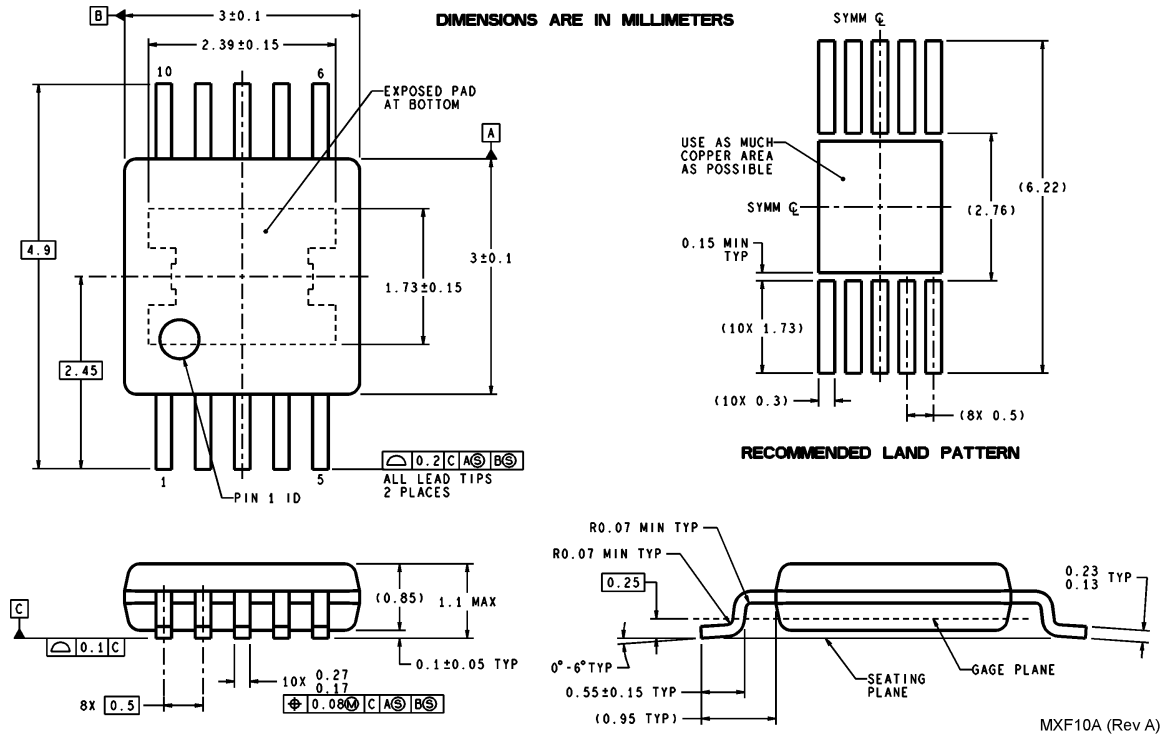 DIMENSIONS ARE IN MILLIMETERS
B
3±0.1
2.39±0.15
10
6
EXPOSED PAD
AT BOTTOM
A
4.9
2.45
3±0.1
1.73±0.15
1
5
PIN 1 ID
⌓ 0.2 C AⓈ BⓈ
ALL LEAD TIPS
2 PLACES
SYMM ℄
USE AS MUCH
COPPER AREA
AS POSSIBLE
SYMM ℄
(2.76)
(6.22)
0.15 MIN
TYP
(10X 1.73)
(10X 0.3)
(8X 0.5)
RECOMMENDED LAND PATTERN
C
⌓ 0.1 C
(0.85)
1.1 MAX
0.1±0.05 TYP
8X 0.5
10X 0.27
0.17
⌖ 0.08Ⓜ C AⓈ BⓈ
R0.07 MIN TYP
R0.07 MIN TYP
0.25
0°-6° TYP
0.55±0.15 TYP
(0.95 TYP)
SEATING
PLANE
GAGE PLANE
0.23
0.13 TYP
MXF10A (Rev A)